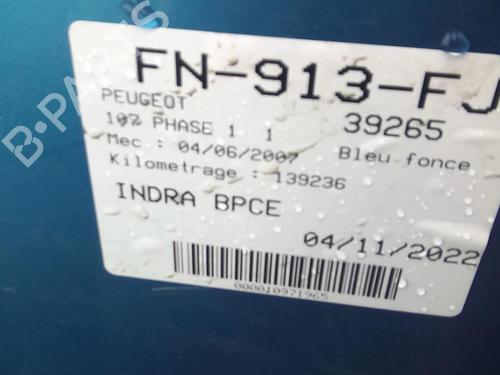 FN-913-FJ
PEUGEOT
107 PHASE 1 1 39265
Mec : 04/06/2007 Bleu fonce
Kilometrage : 139236
INDRA BPCE
04/11/2022
000010971965
B-PARTS